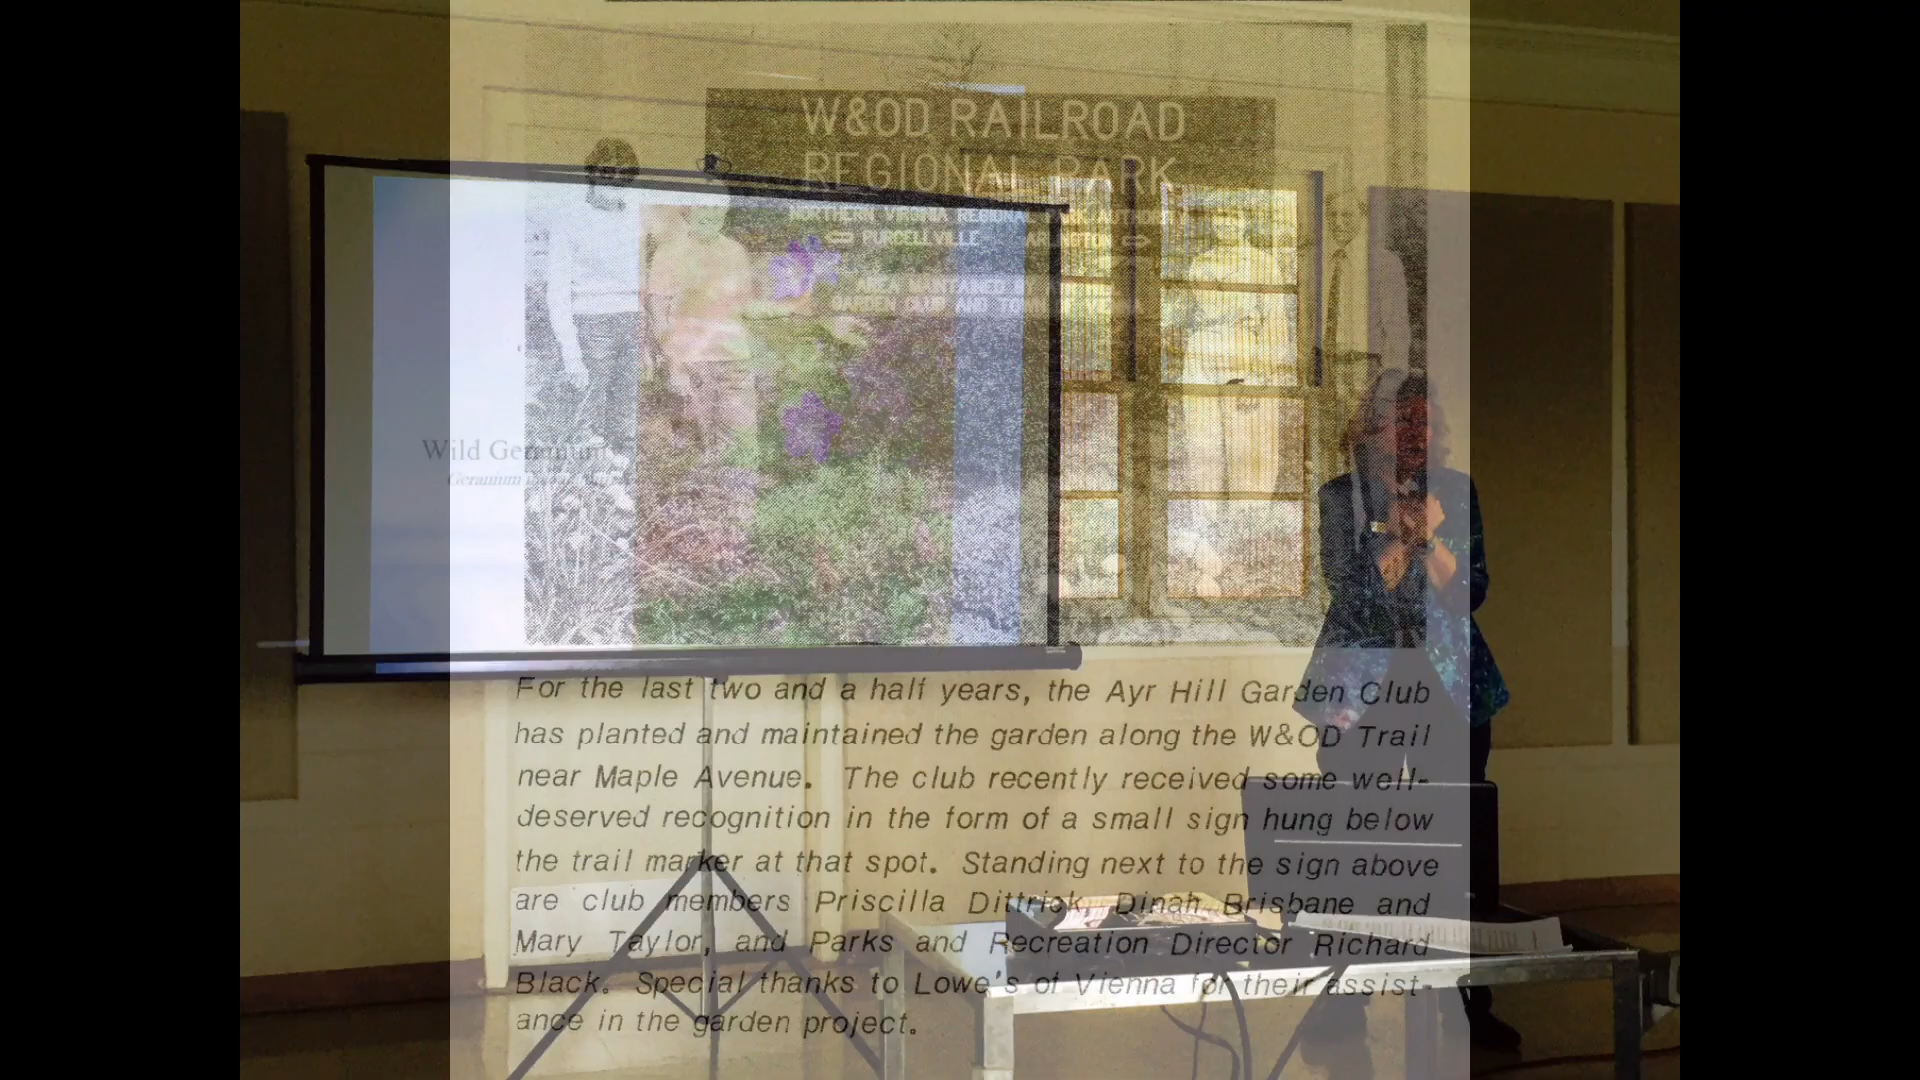 W&OD RAILROAD
REGIONAL PARK
NORTHERN VIRGINIA REGIONAL PARK AUTHORITY
PURCELLVILLE ARLINGTON
AREA MAINTAINED
GARDEN CLUB AND
Wild Geranium
Geranium
For the last two and a half years, the Ayr Hill Garden Club
has planted and maintained the garden along the W&OD Trail
near Maple Avenue. The club recently received some well-
deserved recognition in the form of a small sign hung below
the trail marker at that spot. Standing next to the sign above
are club members Priscilla Dittrick, Dinah Brisbane and
Mary Taylor, and Parks and Recreation Director Richard
Black. Special thanks to Lowe's of Vienna for their assist-
ance in the garden project.